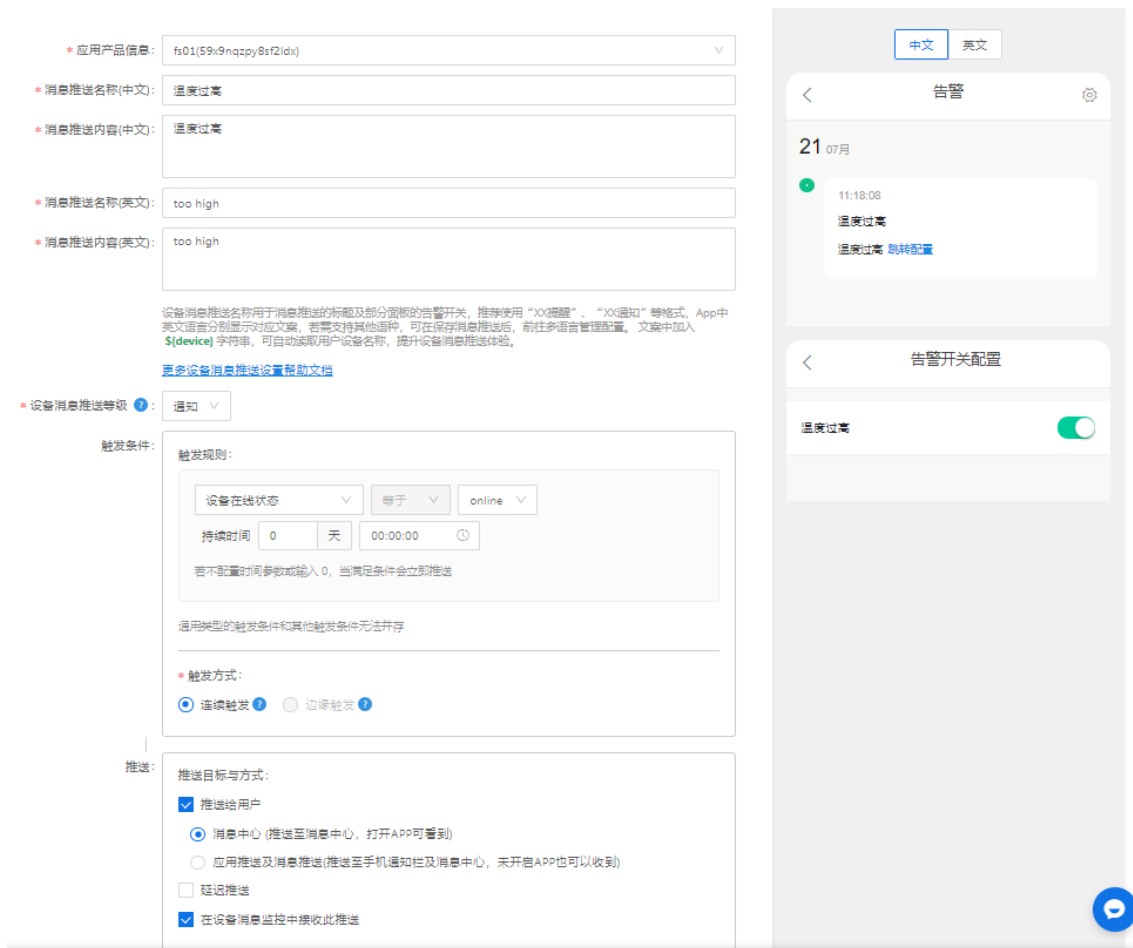 * 应用产品信息: fs01(59x9nqzpy8sf2ldx)
* 消息推送名称(中文): 温度过高
* 消息推送内容(中文): 温度过高
* 消息推送名称(英文): too high
* 消息推送内容(英文): too high
设备消息推送名称用于消息推送的标题及部分面板的告警开关，推荐使用“XX提醒”、“XX通知”等格式，App中
英文语言分别显示对应文案，若需支持其他语种，可在保存消息推送后，前往多语言管理配置。 文案中加入
${device} 字符串，可自动读取用户设备名称，提升设备消息推送体验。
更多设备消息推送设置帮助文档
* 设备消息推送等级 ? : 通知
触发条件:
触发规则:
设备在线状态 等于 online
持续时间 0 天 00:00:00
若不配置时间参数或输入 0，当满足条件会立即推送
通用类型的触发条件和其他触发条件无法并存
* 触发方式:
连续触发 ? 边缘触发 ?
推送:
推送目标与方式:
推送给用户
消息中心 (推送至消息中心，打开APP可看到)
应用推送及消息推送(推送至手机通知栏及消息中心，未开启APP也可以收到)
延迟推送
在设备消息监控中接收此推送
中文 英文
告警
21 07月
11:18:08
温度过高
温度过高 跳转配置
告警开关配置
温度过高